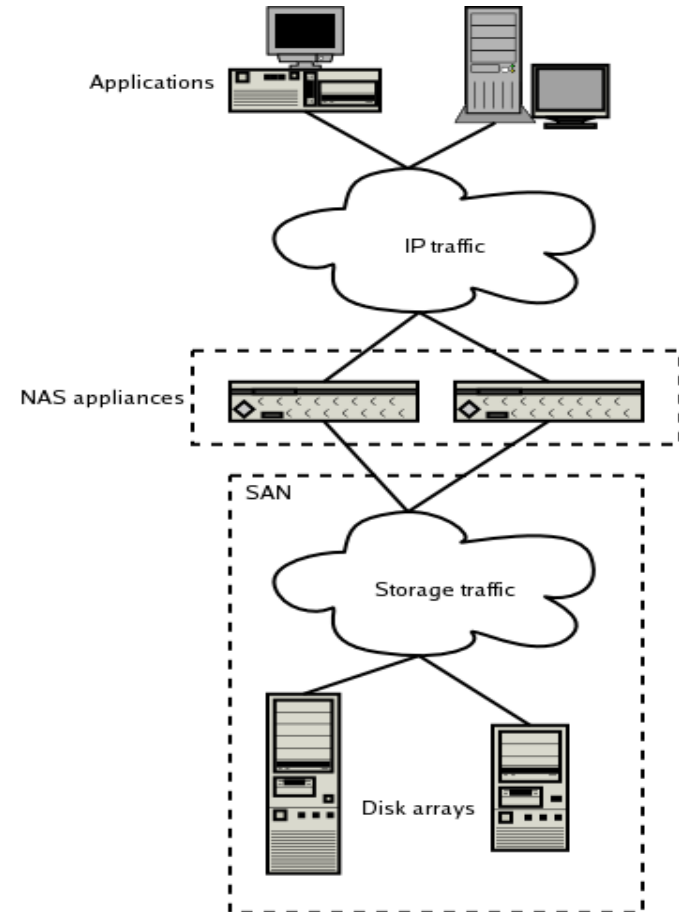 Applications
IP traffic
NAS appliances
SAN
Storage traffic
Disk arrays